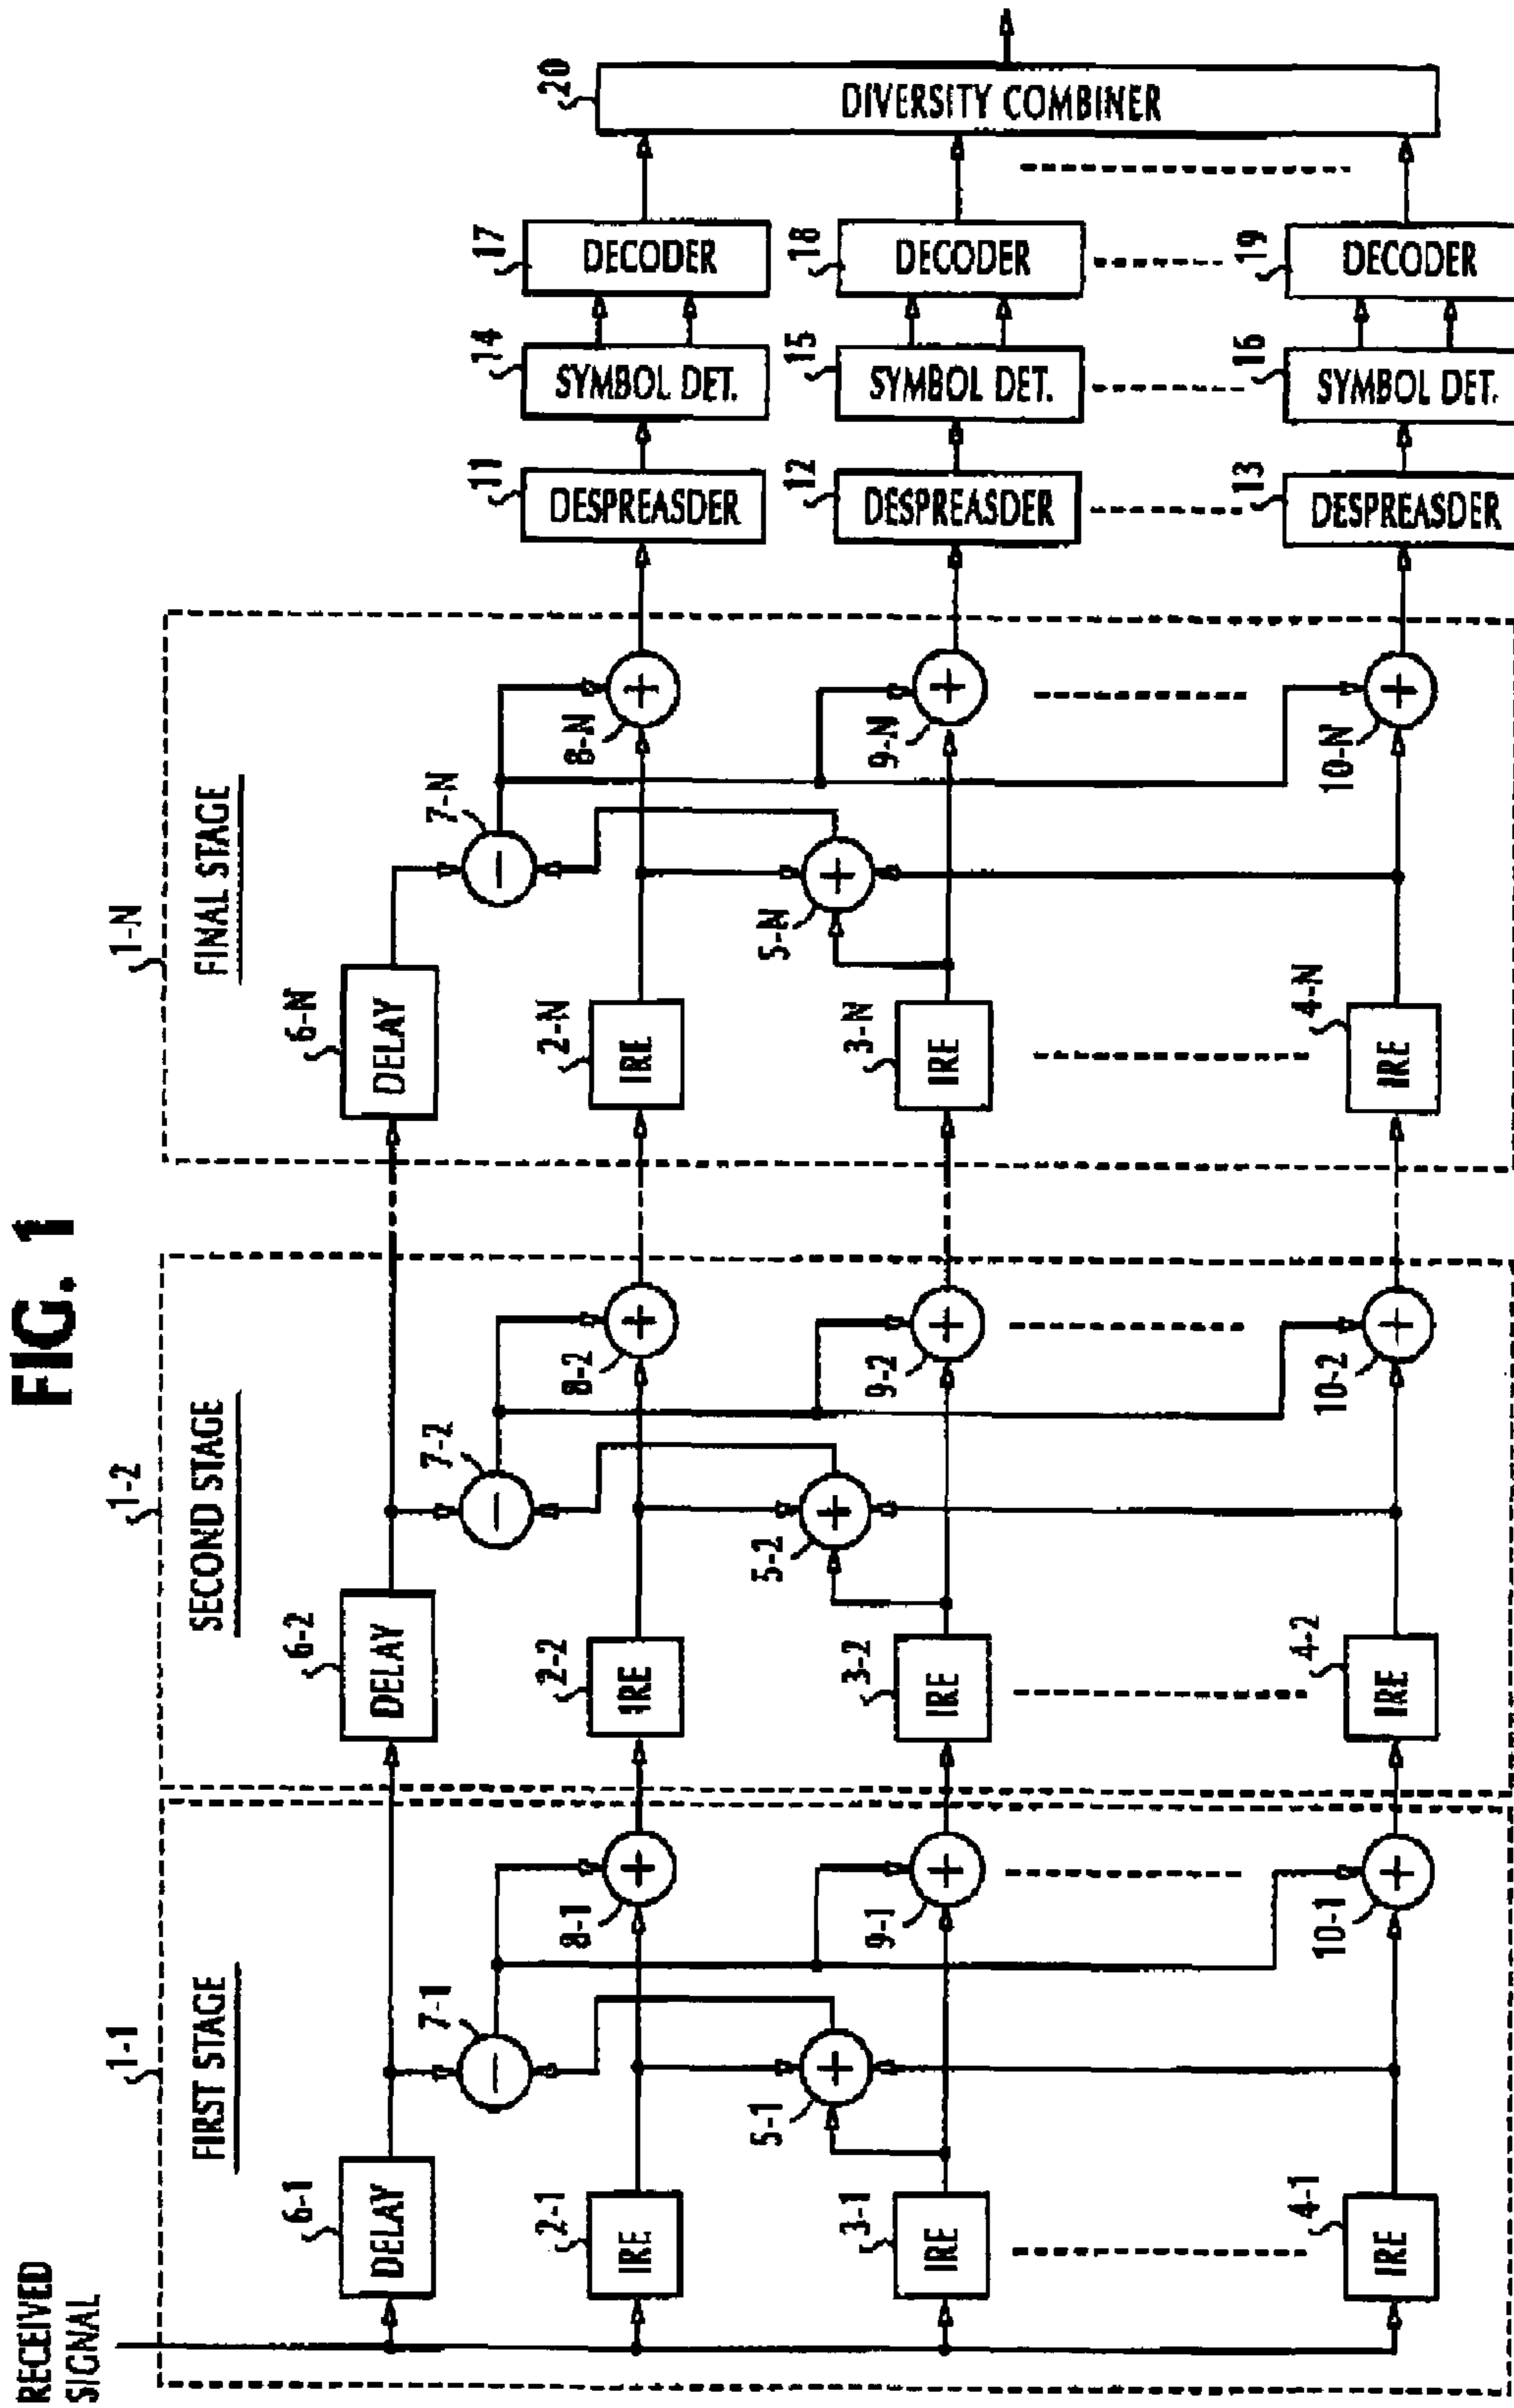 FIG. 1
RECEIVED
SIGNAL
1-1
FIRST STAGE
6-1
DELAY
7-1
2-1
IRE
8-1
5-1
3-1
IRE
9-1
4-1
IRE
10-1
1-2
SECOND STAGE
6-2
DELAY
7-2
2-2
IRE
8-2
5-2
3-2
IRE
9-2
4-2
IRE
10-2
1-N
FINAL STAGE
6-N
DELAY
7-N
2-N
IRE
8-N
5-N
3-N
IRE
9-N
4-N
IRE
10-N
11
DESPREASDER
14
SYMBOL DET.
17
DECODER
12
DESPREASDER
15
SYMBOL DET.
18
DECODER
13
DESPREASDER
16
SYMBOL DET.
19
DECODER
20
DIVERSITY COMBINER